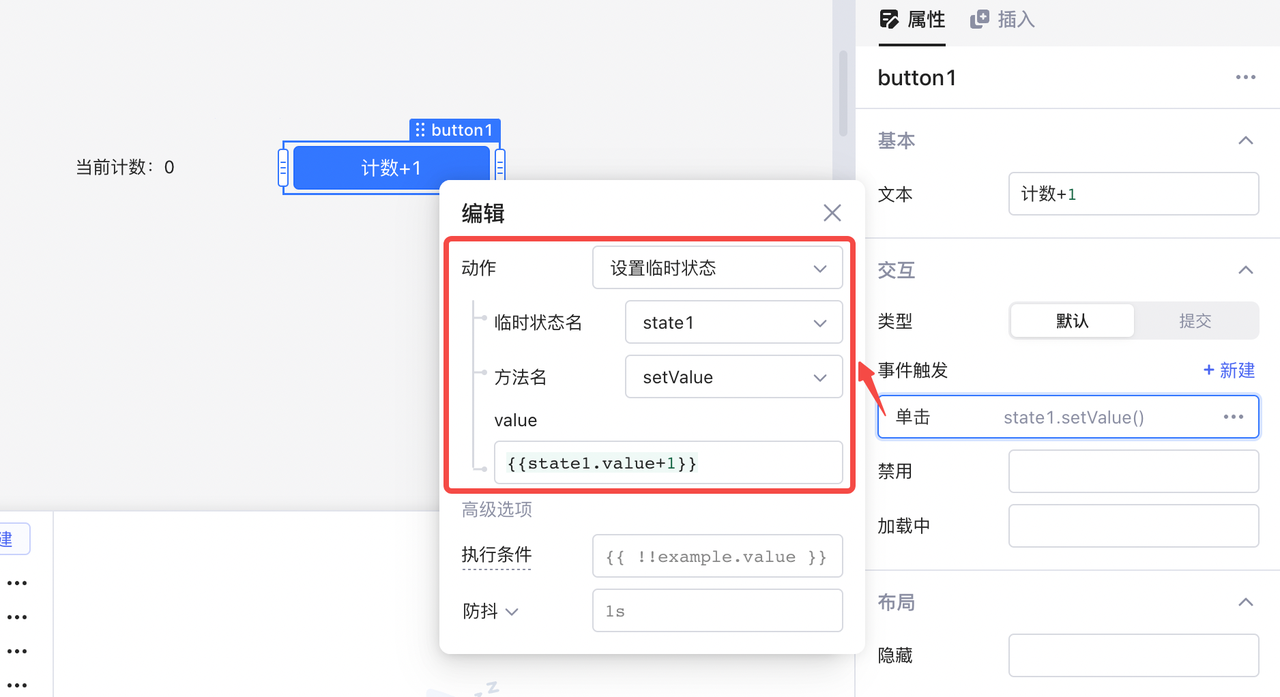 属性
插入
button1
button1
当前计数：0
计数+1
基本
文本
计数+1
编辑
动作
设置临时状态
临时状态名
state1
方法名
setValue
value
{{state1.value+1}}
高级选项
执行条件
{{ !!example.value }}
防抖
1s
交互
类型
默认
提交
事件触发
+ 新建
单击
state1.setValue()
禁用
加载中
布局
隐藏
建
z